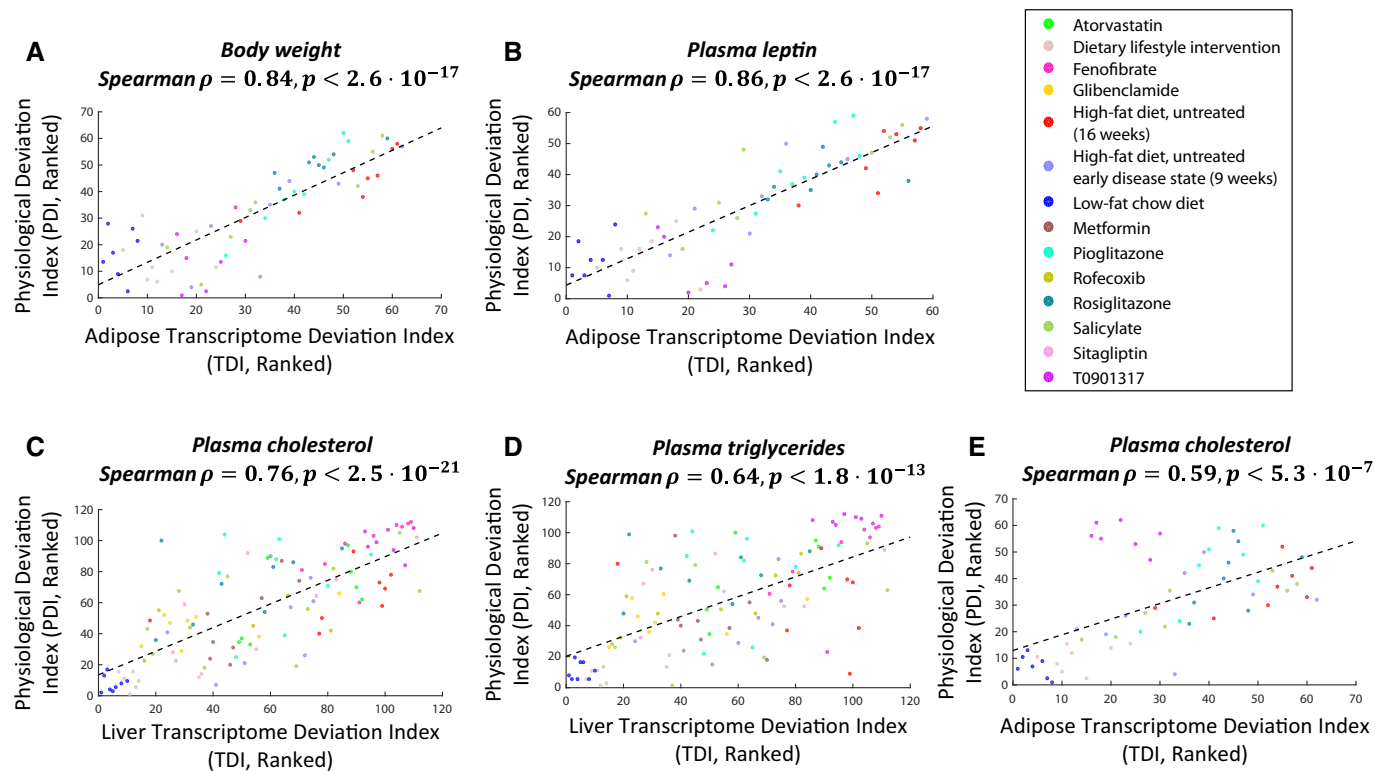 A
Body weight
Spearman ρ = 0.84, p < 2.6 · 10⁻¹⁷
Physiological Deviation
Index (PDI, Ranked)
70
60
50
40
30
20
10
0
0 10 20 30 40 50 60 70
Adipose Transcriptome Deviation Index
(TDI, Ranked)
B
Plasma leptin
Spearman ρ = 0.86, p < 2.6 · 10⁻¹⁷
Physiological Deviation
Index (PDI, Ranked)
60
50
40
30
20
10
0
0 10 20 30 40 50 60
Adipose Transcriptome Deviation Index
(TDI, Ranked)
Atorvastatin
Dietary lifestyle intervention
Fenofibrate
Glibenclamide
High-fat diet, untreated
(16 weeks)
High-fat diet, untreated
early disease state (9 weeks)
Low-fat chow diet
Metformin
Pioglitazone
Rofecoxib
Rosiglitazone
Salicylate
Sitagliptin
T0901317
C
Plasma cholesterol
Spearman ρ = 0.76, p < 2.5 · 10⁻²¹
Physiological Deviation
Index (PDI, Ranked)
120
100
80
60
40
20
0
0 20 40 60 80 100 120
Liver Transcriptome Deviation Index
(TDI, Ranked)
D
Plasma triglycerides
Spearman ρ = 0.64, p < 1.8 · 10⁻¹³
Physiological Deviation
Index (PDI, Ranked)
120
100
80
60
40
20
0
0 20 40 60 80 100 120
Liver Transcriptome Deviation Index
(TDI, Ranked)
E
Plasma cholesterol
Spearman ρ = 0.59, p < 5.3 · 10⁻⁷
Physiological Deviation
Index (PDI, Ranked)
70
60
50
40
30
20
10
0
0 10 20 30 40 50 60 70
Adipose Transcriptome Deviation Index
(TDI, Ranked)